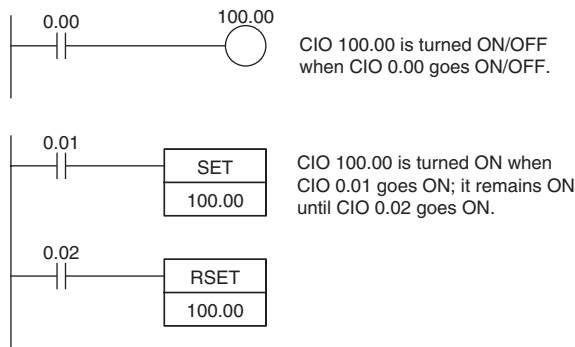 0.00
100.00
CIO 100.00 is turned ON/OFF
when CIO 0.00 goes ON/OFF.
0.01
SET
100.00
CIO 100.00 is turned ON when
CIO 0.01 goes ON; it remains ON
until CIO 0.02 goes ON.
0.02
RSET
100.00